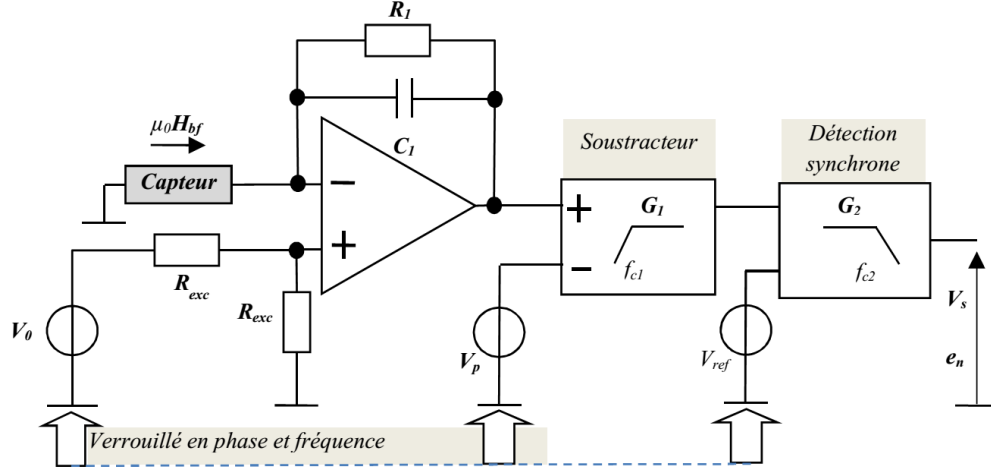 R1
μ0Hbf
C1
Capteur
−
+
Rexc
Rexc
V0
Soustracteur
+
−
G1
fc1
Vp
Détection
synchrone
G2
fc2
Vref
Vs
en
Verrouillé en phase et fréquence